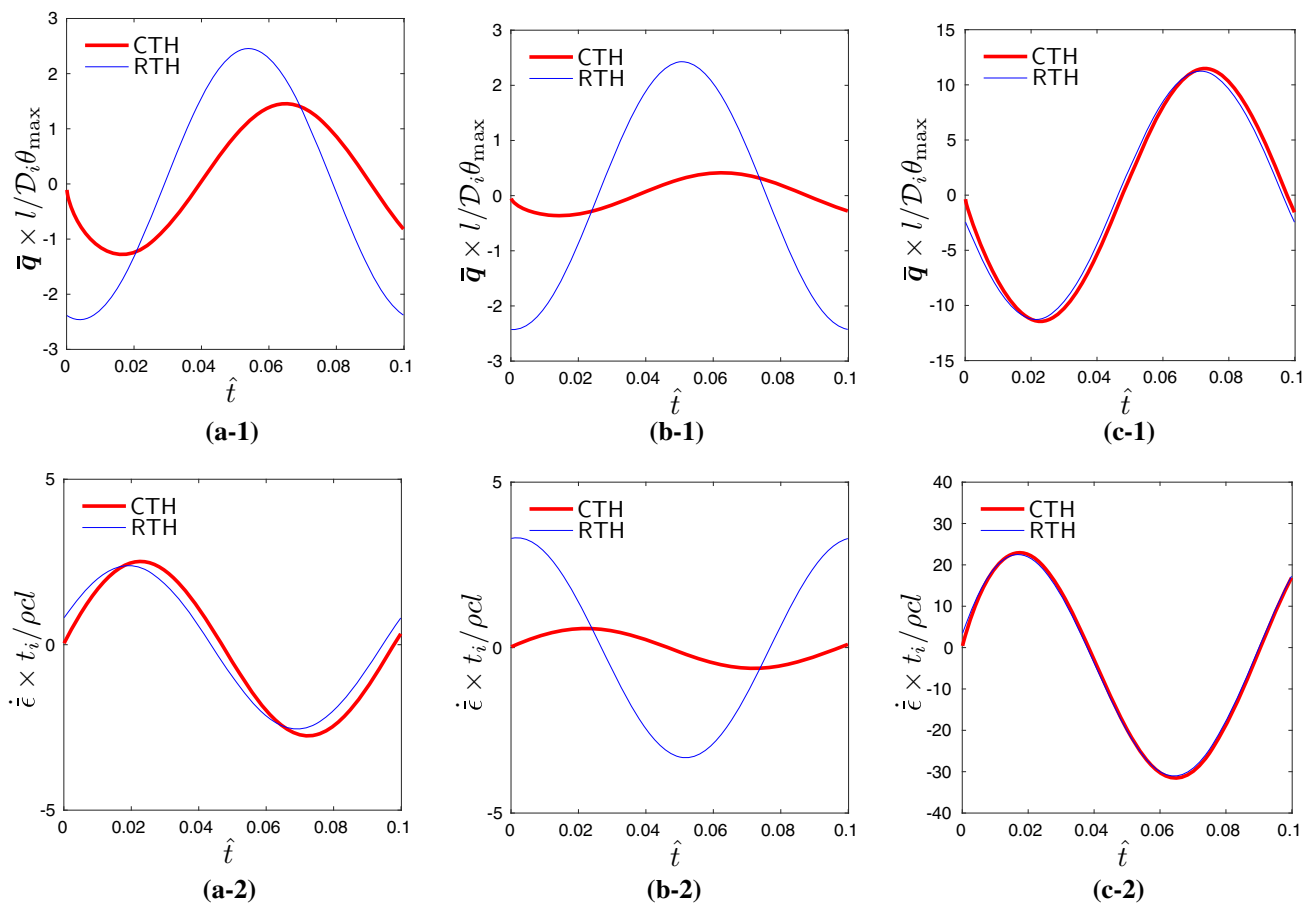 3
2
1
0
-1
-2
-3
CTH
RTH
q̄ × l/𝒟ᵢθmax
0 0.02 0.04 0.06 0.08 0.1
t̂
(a-1)
3
2
1
0
-1
-2
-3
CTH
RTH
q̄ × l/𝒟ᵢθmax
0 0.02 0.04 0.06 0.08 0.1
t̂
(b-1)
15
10
5
0
-5
-10
-15
CTH
RTH
q̄ × l/𝒟ᵢθmax
0 0.02 0.04 0.06 0.08 0.1
t̂
(c-1)
5
0
-5
CTH
RTH
ϵ̄̇ × tᵢ/ρcl
0 0.02 0.04 0.06 0.08 0.1
t̂
(a-2)
5
0
-5
CTH
RTH
ϵ̄̇ × tᵢ/ρcl
0 0.02 0.04 0.06 0.08 0.1
t̂
(b-2)
40
30
20
10
0
-10
-20
-30
-40
CTH
RTH
ϵ̄̇ × tᵢ/ρcl
0 0.02 0.04 0.06 0.08 0.1
t̂
(c-2)